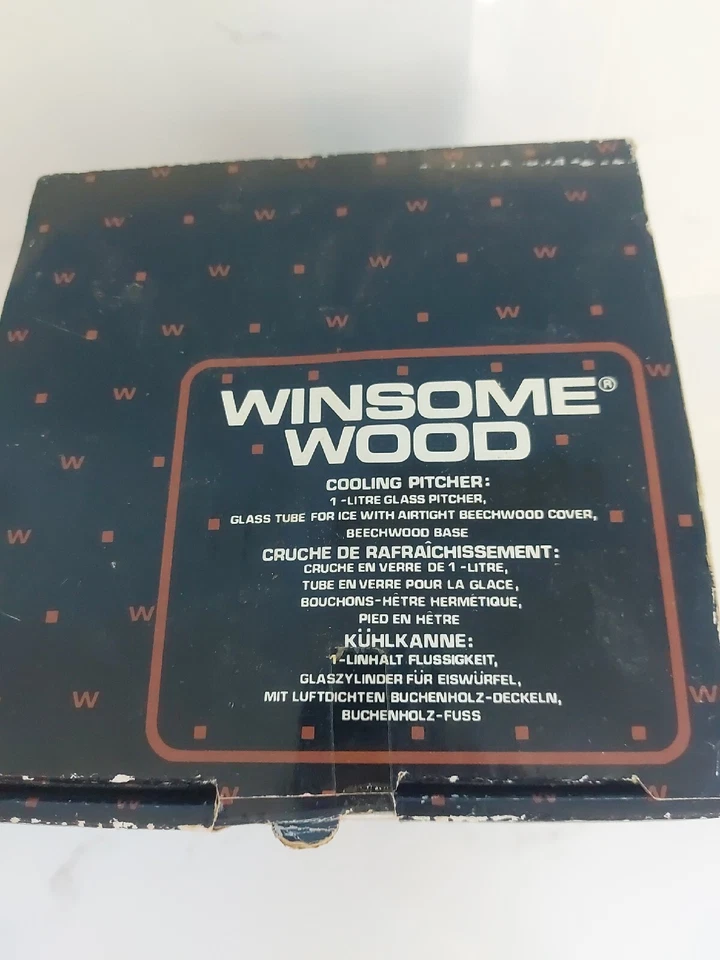 WINSOME®
WOOD
COOLING PITCHER:
1-LITRE GLASS PITCHER,
GLASS TUBE FOR ICE WITH AIRTIGHT BEECHWOOD COVER,
BEECHWOOD BASE
CRUCHE DE RAFRAÎCHISSEMENT:
CRUCHE EN VERRE DE 1-LITRE,
TUBE EN VERRE POUR LA GLACE,
BOUCHONS-HÊTRE HERMÉTIQUE,
PIED EN HÊTRE
KÜHLKANNE:
1-LINHALT FLUSSIGKEIT,
GLASZYLINDER FÜR EISWÜRFEL,
MIT LUFTDICHTEN BUCHENHOLZ-DECKELN,
BUCHENHOLZ-FUSS